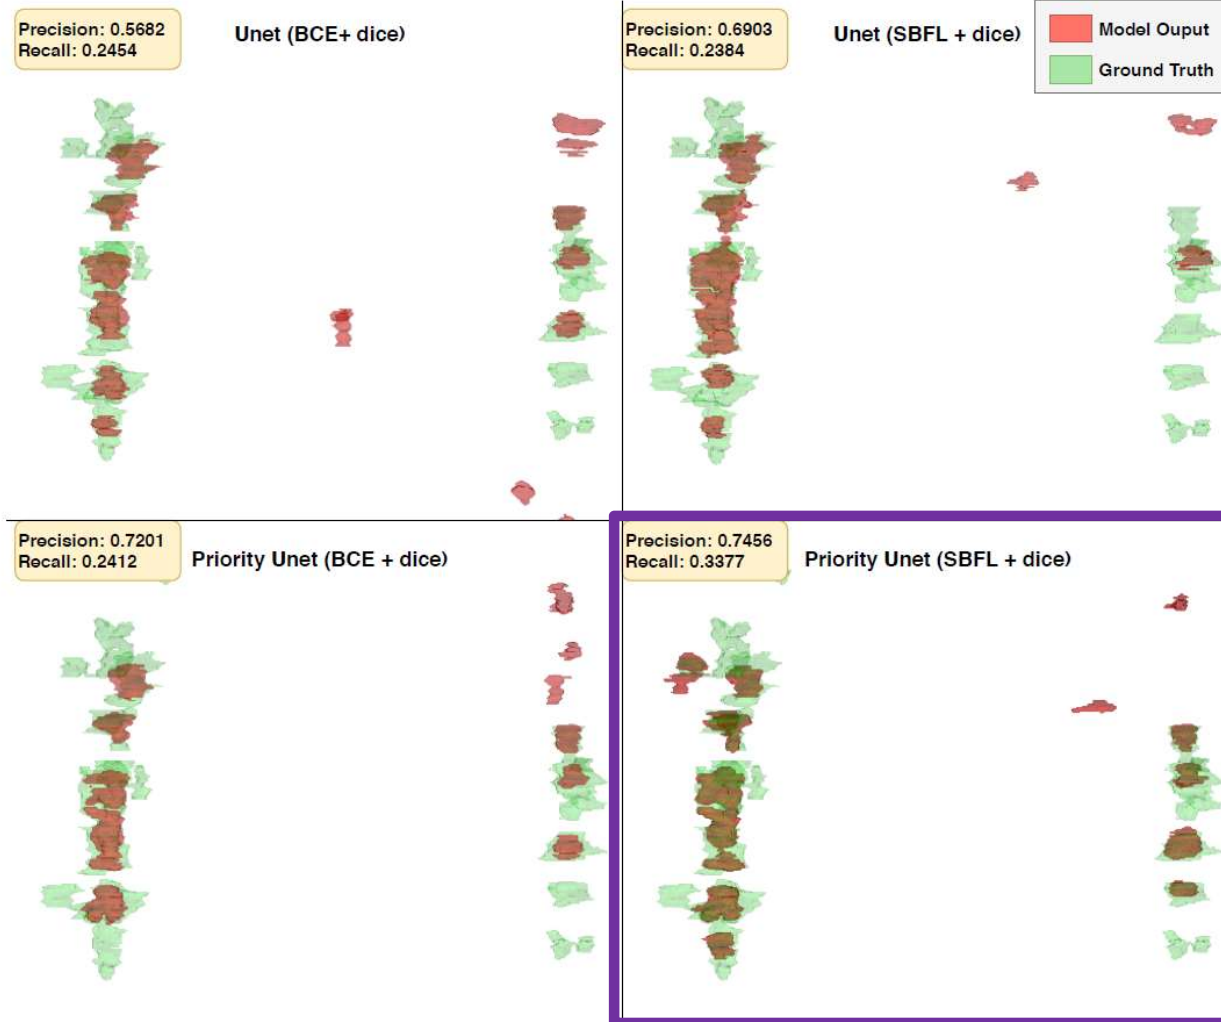 Precision: 0.5682
Recall: 0.2454
Unet (BCE+ dice)
Precision: 0.6903
Recall: 0.2384
Unet (SBFL + dice)
Model Ouput
Ground Truth
Precision: 0.7201
Recall: 0.2412
Priority Unet (BCE + dice)
Precision: 0.7456
Recall: 0.3377
Priority Unet (SBFL + dice)